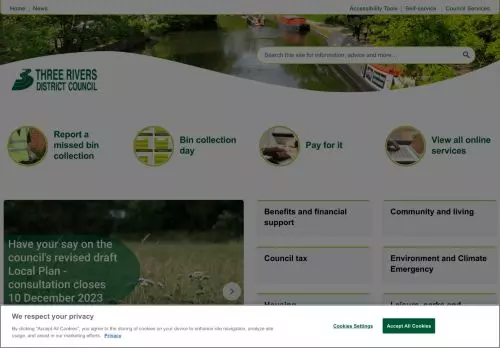 Home | News
Accessibility Tools | Self-service | Council Services
Search this site for information, advice and more...
THREE RIVERS
DISTRICT COUNCIL
Report a
missed bin
collection
Bin collection
day
Pay for it
View all online
services
Have your say on the
council's revised draft
Local Plan -
consultation closes
10 December 2023
Benefits and financial
support
Community and living
Council tax
Environment and Climate
Emergency
Housing
Leisure, parks and
We respect your privacy
By clicking "Accept All Cookies", you agree to the storing of cookies on your device to enhance site navigation, analyze site
usage, and assist in our marketing efforts. Privacy
Cookies Settings
Accept All Cookies